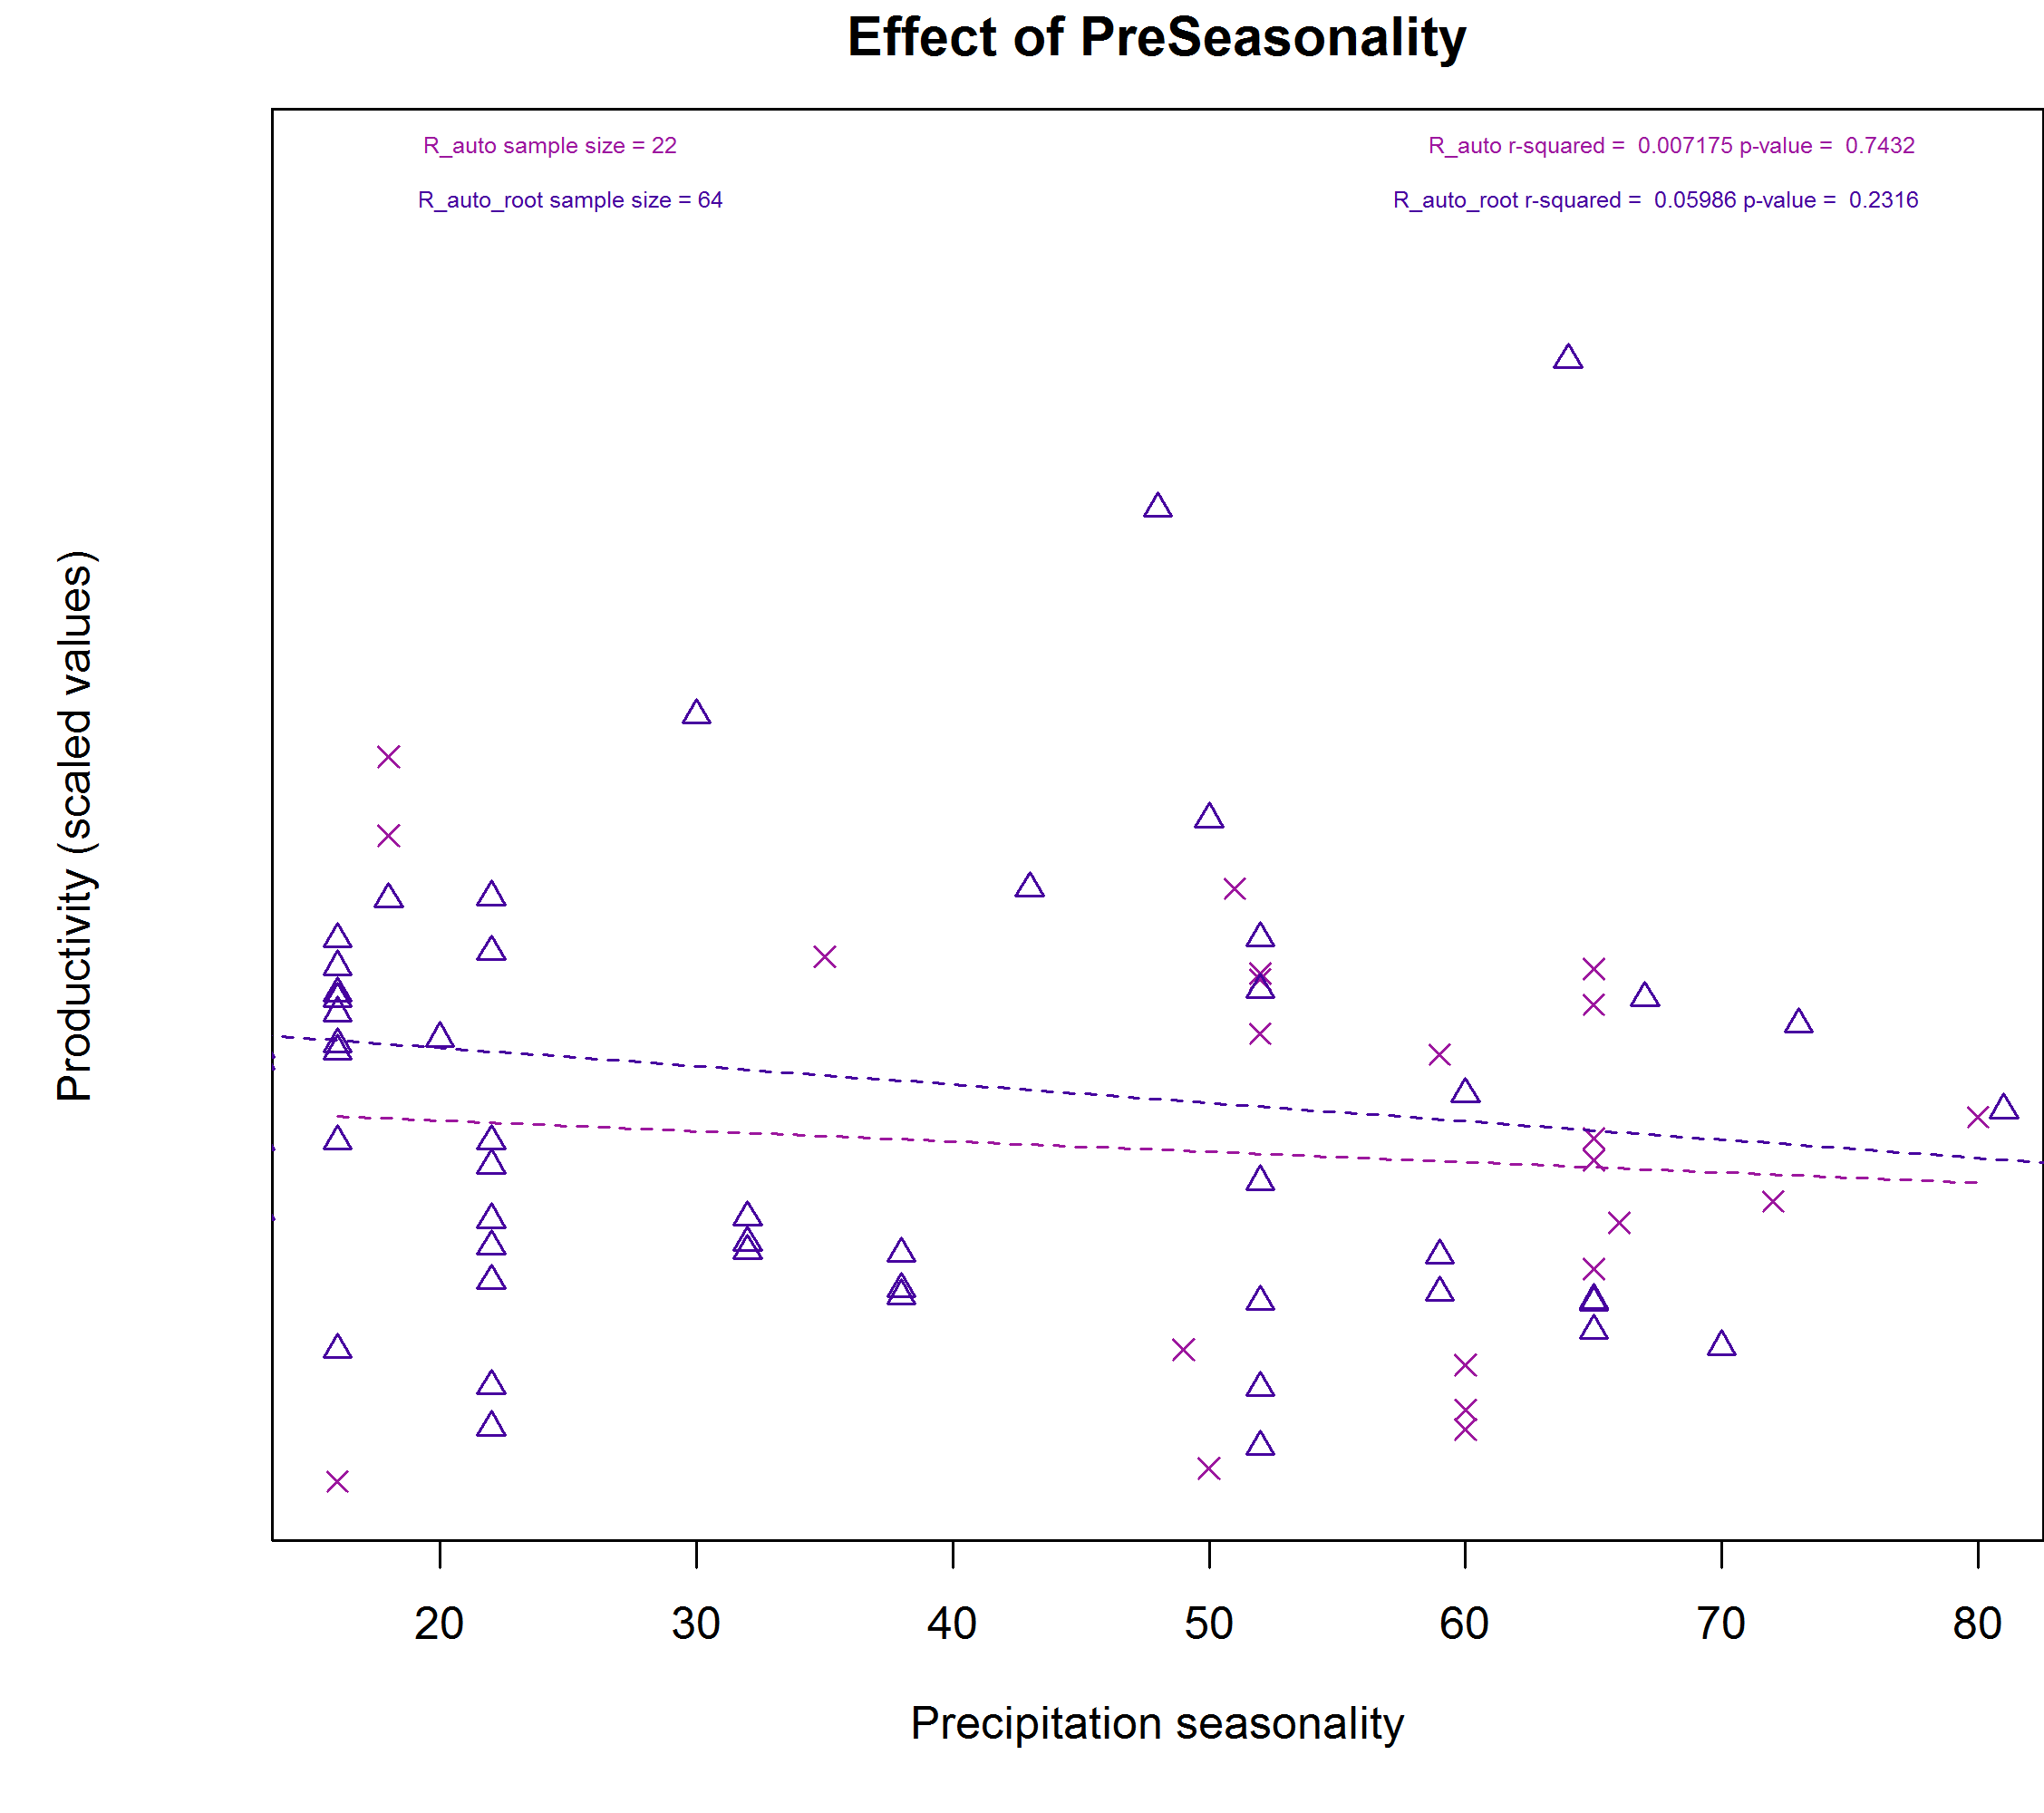 Effect of PreSeasonality
R_auto sample size = 22
R_auto r-squared =  0.007175 p-value =  0.7432
R_auto_root sample size = 64
R_auto_root r-squared =  0.05986 p-value =  0.2316
Productivity (scaled values)
20 30 40 50 60 70 80
Precipitation seasonality